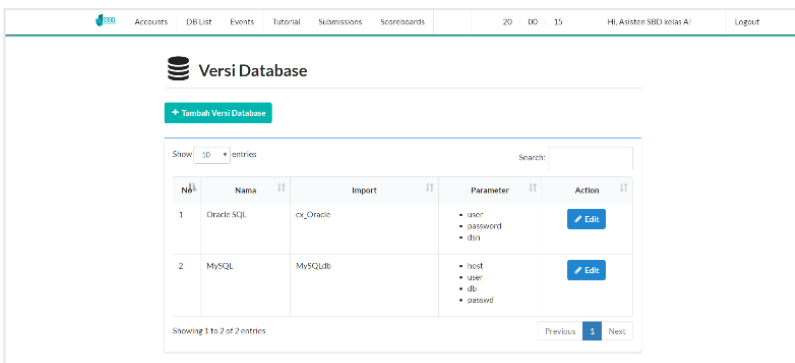 Accounts DB List Events Tutorial Submissions Scoreboards 20 : 00 : 15 Hi, Asisten SBD kelas A! Logout
Versi Database
+ Tambah Versi Database
Show 10 entries Search:
No Nama Import Parameter Action
1 Oracle SQL cx_Oracle • user Edit
• password
• dsn
2 MySQL MySQLdb • host Edit
• user
• db
• passwd
Showing 1 to 2 of 2 entries Previous 1 Next